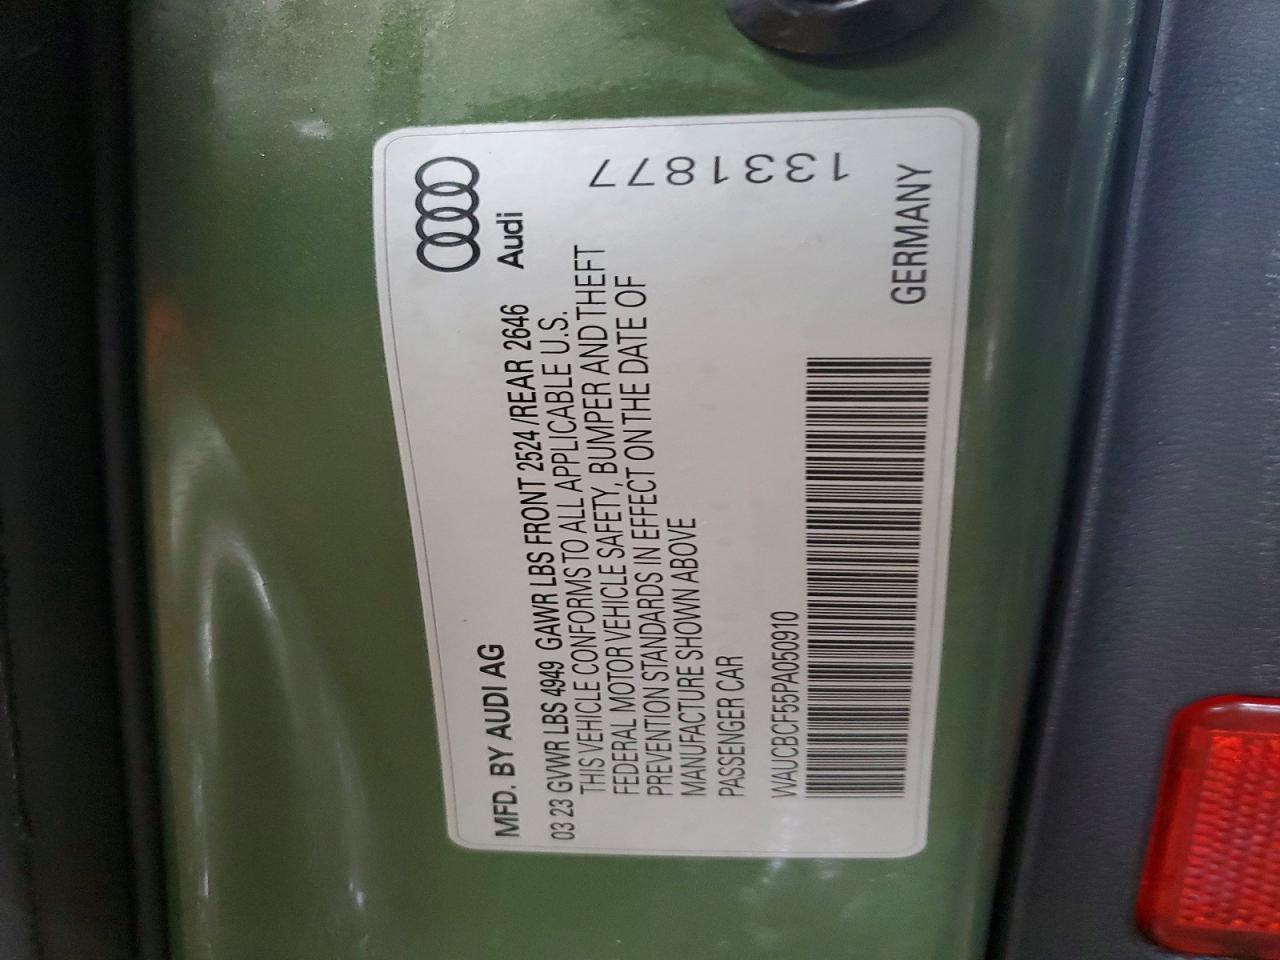 Audi
MFD. BY AUDI AG
03 23 GVWR LBS 4949 GAWR LBS FRONT 2524 /REAR 2646
THIS VEHICLE CONFORMS TO ALL APPLICABLE U.S.
FEDERAL MOTOR VEHICLE SAFETY, BUMPER AND THEFT
PREVENTION STANDARDS IN EFFECT ON THE DATE OF
MANUFACTURE SHOWN ABOVE
PASSENGER CAR
WAUCBCF55PA050910
GERMANY
1331877